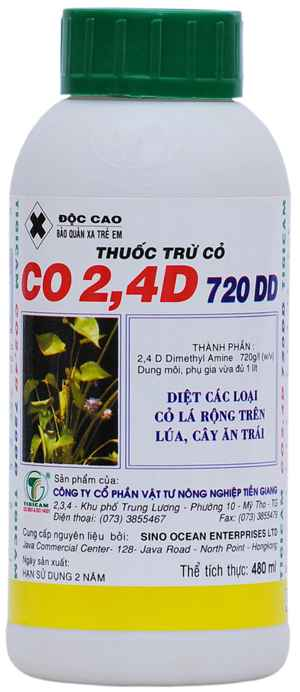 ĐỘC CAO
BẢO QUẢN XA TRẺ EM
THUỐC TRỪ CỎ
CO 2,4D 720 DD
THÀNH PHẦN :
2,4 D Dimethyl Amine : 720g/l (w/v)
Dung môi, phụ gia vừa đủ 1 lít
DIỆT CÁC LOẠI
CỎ LÁ RỘNG TRÊN
LÚA, CÂY ĂN TRÁI
Sản phẩm của:
CÔNG TY CỔ PHẦN VẬT TƯ NÔNG NGHIỆP TIỀN GIANG
2,3,4 - Khu phố Trung Lương - Phường 10 - Mỹ Tho - TG
Điện thoại: (073) 3855467 Fax: (073) 3855479
TIGICAM
Cung cấp nguyên liệu bởi: SINO OCEAN ENTERPRISES LTD
Java Commercial Center- 128- Java Road - North Point - Hongkong
Ngày sản xuất:
HẠN SỬ DỤNG 2 NĂM
Thể tích thực: 480 ml